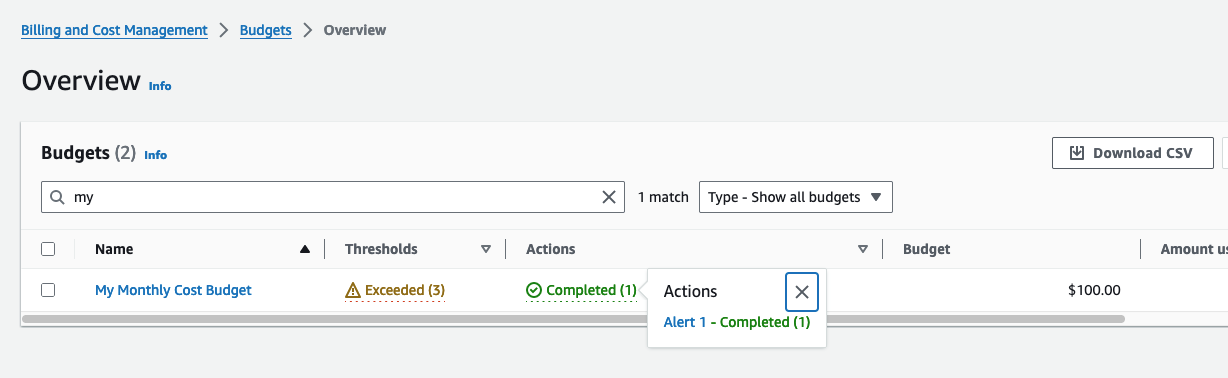 Billing and Cost Management > Budgets > Overview
Overview Info
Budgets (2) Info
Download CSV
my
1 match
Type - Show all budgets
Name
Thresholds
Actions
Budget
Amount us
My Monthly Cost Budget
Exceeded (3)
Completed (1)
$100.00
Actions
Alert 1 - Completed (1)